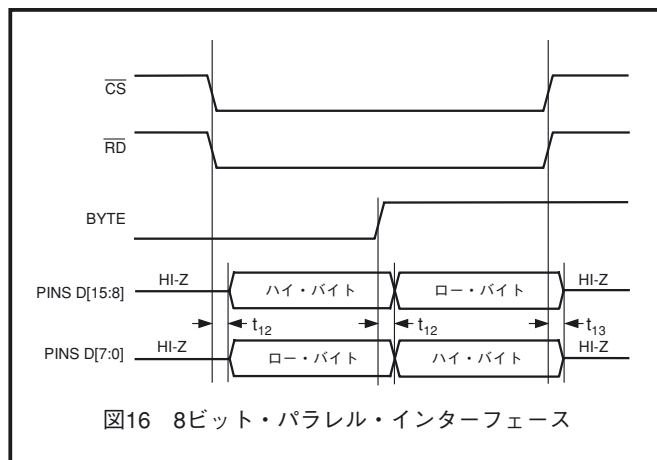 CS
RD
BYTE
PINS D[15:8] HI-Z ハイ・バイト ロー・バイト HI-Z
t12 t12 t13
PINS D[7:0] HI-Z ロー・バイト ハイ・バイト HI-Z
図16 8ビット・パラレル・インターフェース